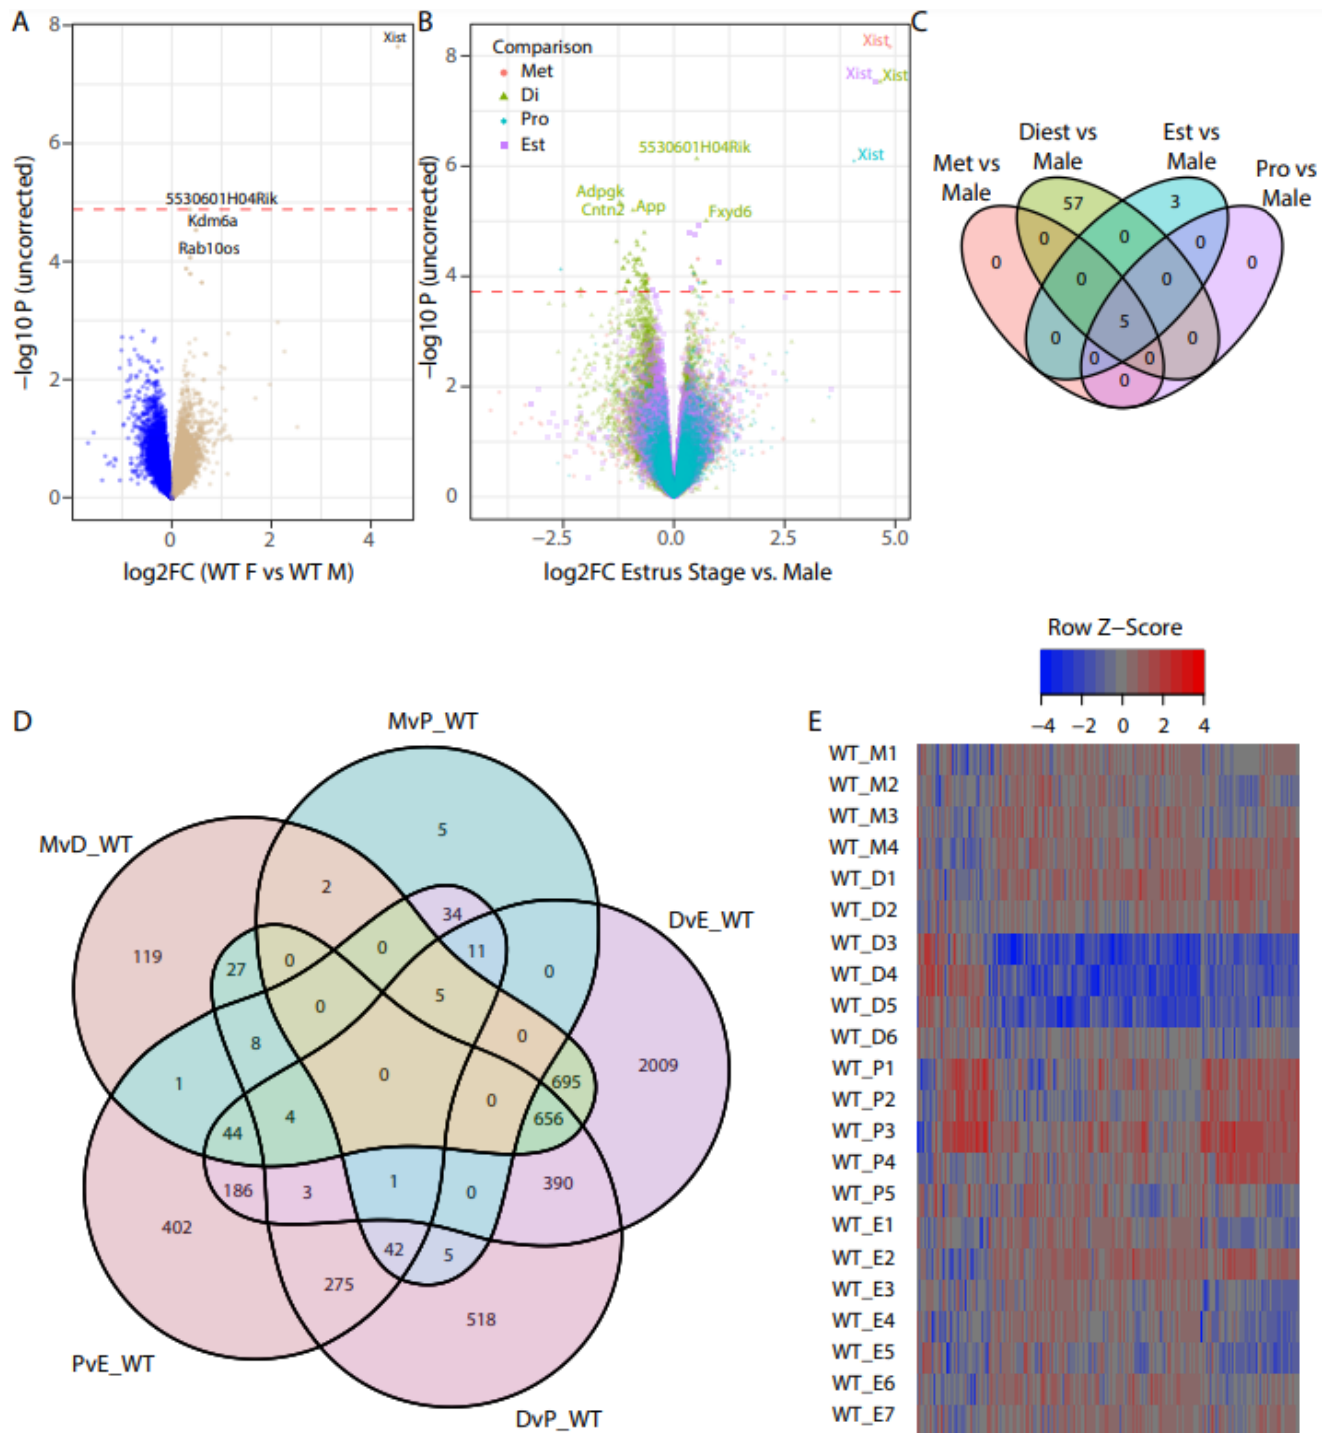 A
8
6
4
2
0
−log10 P (uncorrected)
Xist
5530601H04Rik
Kdm6a
Rab10os
0
2
4
log2FC (WT F vs WT M)
B
8
6
4
2
0
−log10 P (uncorrected)
Comparison
Met
Di
Pro
Est
Xist
Xist
Xist
Xist
5530601H04Rik
Adpgk
Cntn2
App
Fxyd6
−2.5
0.0
2.5
5.0
log2FC Estrus Stage vs. Male
C
Met vs
Male
Diest vs
Male
Est vs
Male
Pro vs
Male
57
3
0
0
0
0
0
0
0
0
5
0
0
0
0
D
MvP_WT
MvD_WT
DvE_WT
PvE_WT
DvP_WT
5
2
34
119
27
0
0
11
0
0
5
0
2009
8
0
695
1
4
0
656
44
186
3
1
0
390
402
42
5
275
518
Row Z−Score
−4 −2 0 2 4
E
WT_M1
WT_M2
WT_M3
WT_M4
WT_D1
WT_D2
WT_D3
WT_D4
WT_D5
WT_D6
WT_P1
WT_P2
WT_P3
WT_P4
WT_P5
WT_E1
WT_E2
WT_E3
WT_E4
WT_E5
WT_E6
WT_E7